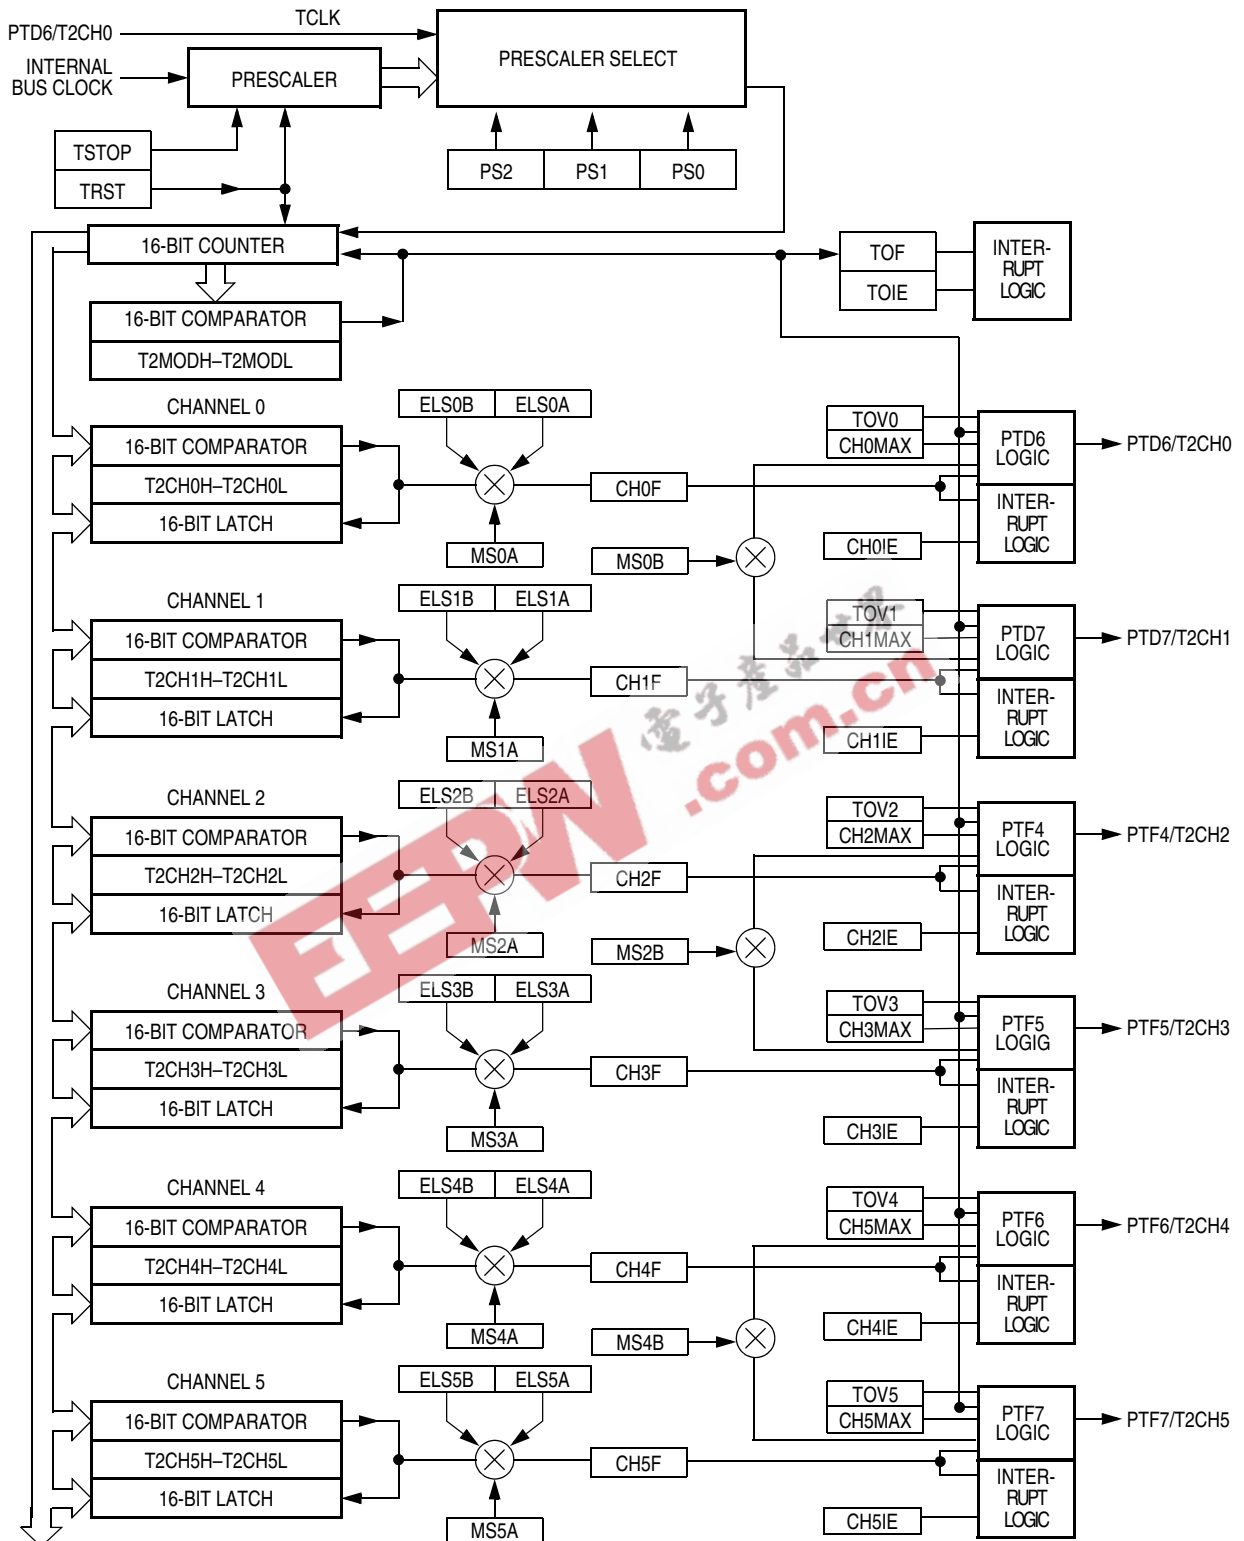 TCLK
PTD6/T2CH0
PRESCALER SELECT
INTERNAL
BUS CLOCK
PRESCALER
TSTOP
TRST
PS2 PS1 PS0
16-BIT COUNTER
TOF
TOIE
INTER-
RUPT
LOGIC
16-BIT COMPARATOR
T2MODH–T2MODL
CHANNEL 0
16-BIT COMPARATOR
T2CH0H–T2CH0L
16-BIT LATCH
ELS0B ELS0A
MS0A
CH0F
MS0B
TOV0
CH0MAX
CH0IE
PTD6
LOGIC
INTER-
RUPT
LOGIC
PTD6/T2CH0
CHANNEL 1
16-BIT COMPARATOR
T2CH1H–T2CH1L
16-BIT LATCH
ELS1B ELS1A
MS1A
CH1F
TOV1
CH1MAX
CH1IE
PTD7
LOGIC
INTER-
RUPT
LOGIC
PTD7/T2CH1
CHANNEL 2
16-BIT COMPARATOR
T2CH2H–T2CH2L
16-BIT LATCH
ELS2B ELS2A
MS2A
CH2F
MS2B
TOV2
CH2MAX
CH2IE
PTF4
LOGIC
INTER-
RUPT
LOGIC
PTF4/T2CH2
CHANNEL 3
16-BIT COMPARATOR
T2CH3H–T2CH3L
16-BIT LATCH
ELS3B ELS3A
MS3A
CH3F
TOV3
CH3MAX
CH3IE
PTF5
LOGIG
INTER-
RUPT
LOGIC
PTF5/T2CH3
CHANNEL 4
16-BIT COMPARATOR
T2CH4H–T2CH4L
16-BIT LATCH
ELS4B ELS4A
MS4A
CH4F
MS4B
TOV4
CH5MAX
CH4IE
PTF6
LOGIC
INTER-
RUPT
LOGIC
PTF6/T2CH4
CHANNEL 5
16-BIT COMPARATOR
T2CH5H–T2CH5L
16-BIT LATCH
ELS5B ELS5A
MS5A
CH5F
TOV5
CH5MAX
CH5IE
PTF7
LOGIC
INTER-
RUPT
LOGIC
PTF7/T2CH5
EEPW
電子產品世界
.com.cn